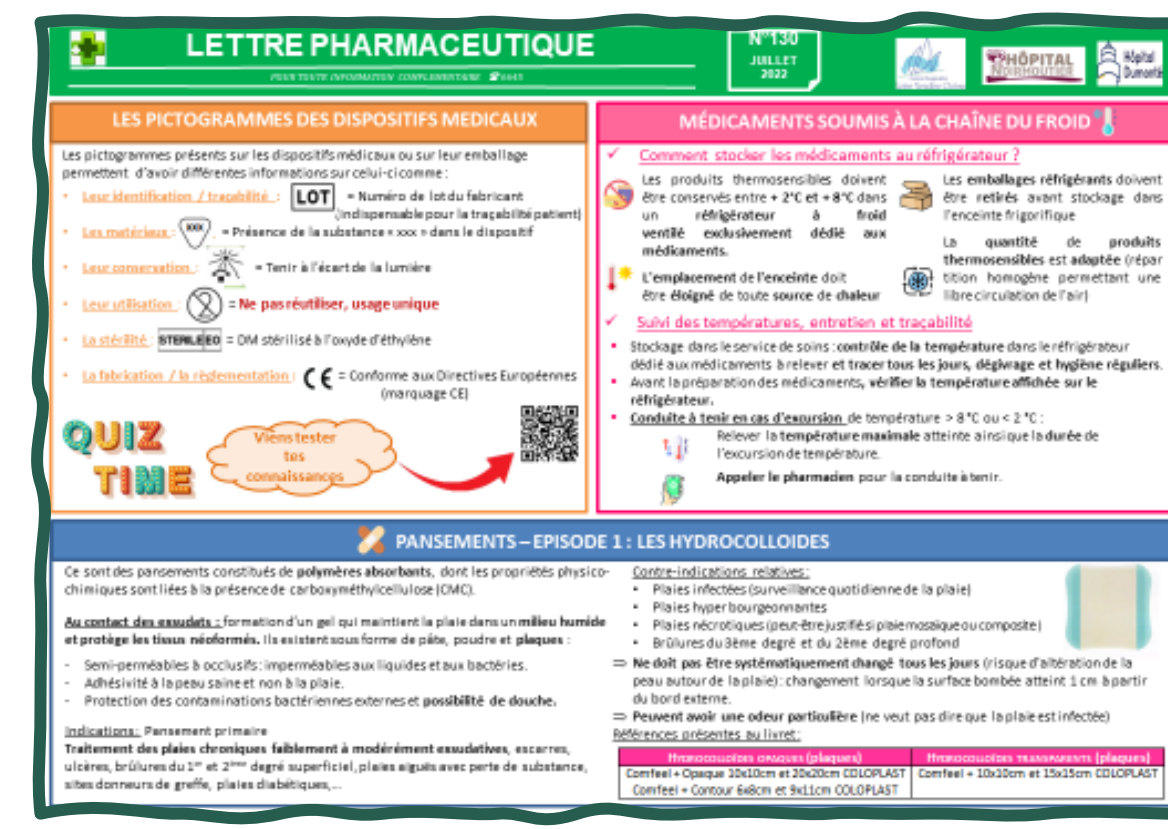 LETTRE PHARMACEUTIQUE
POUR TOUTE INFORMATION COMPLEMENTAIRE ☎6645
N°130
JUILLET
2022
HÔPITAL
NOIRMOUTIER
Hôpital
LES PICTOGRAMMES DES DISPOSITIFS MEDICAUX
Les pictogrammes présents sur les dispositifs médicaux ou sur leur emballage
permettent d'avoir différentes informations sur celui-ci comme :
• Leur identification / traçabilité : LOT = Numéro de lot du fabricant
(indispensable pour la traçabilité patient)
• Les matériaux : XXX = Présence de la substance « xxx » dans le dispositif
• Leur conservation : = Tenir à l'écart de la lumière
• Leur utilisation : 2 = Ne pas réutiliser, usage unique
• La stérilité : STERILE EO = DM stérilisé à l'oxyde d'éthylène
• La fabrication / la règlementation : CE = Conforme aux Directives Européennes
(marquage CE)
QUIZ
TIME
Viens tester
tes
connaissances
MÉDICAMENTS SOUMIS À LA CHAÎNE DU FROID
✓ Comment stocker les médicaments au réfrigérateur ?
Les produits thermosensibles doivent
être conservés entre + 2°C et + 8°C dans
un réfrigérateur à froid
ventilé exclusivement dédié aux
médicaments.
L'emplacement de l'enceinte doit
être éloigné de toute source de chaleur
Les emballages réfrigérants doivent
être retirés avant stockage dans
l'enceinte frigorifique
La quantité de produits
thermosensibles est adaptée (répar
tition homogène permettant une
libre circulation de l'air)
✓ Suivi des températures, entretien et traçabilité
▪ Stockage dans le service de soins : contrôle de la température dans le réfrigérateur
dédié aux médicaments à relever et tracer tous les jours, dégivrage et hygiène réguliers.
▪ Avant la préparation des médicaments, vérifier la température affichée sur le
réfrigérateur.
▪ Conduite à tenir en cas d'excursion de température > 8 °C ou < 2 °C :
Relever la température maximale atteinte ainsi que la durée de
l'excursion de température.
Appeler le pharmacien pour la conduite à tenir.
PANSEMENTS – EPISODE 1 : LES HYDROCOLLOIDES
Ce sont des pansements constitués de polymères absorbants, dont les propriétés physico-
chimiques sont liées à la présence de carboxyméthylcellulose (CMC).
Au contact des exsudats : formation d'un gel qui maintient la plaie dans un milieu humide
et protège les tissus néoformés. Ils existent sous forme de pâte, poudre et plaques :
- Semi-perméables à occlusifs : imperméables aux liquides et aux bactéries.
- Adhésivité à la peau saine et non à la plaie.
- Protection des contaminations bactériennes externes et possibilité de douche.
Indications: Pansement primaire
Traitement des plaies chroniques faiblement à modérément exsudatives, escarres,
ulcères, brûlures du 1er et 2ème degré superficiel, plaies aiguës avec perte de substance,
sites donneurs de greffe, plaies diabétiques,...
Contre-indications relatives :
• Plaies infectées (surveillance quotidienne de la plaie)
• Plaies hyper bourgeonnantes
• Plaies nécrotiques (peut-être justifié si plaie mosaïque ou composite)
• Brûlures du 3ème degré et du 2ème degré profond
⇒ Ne doit pas être systématiquement changé tous les jours (risque d'altération de la
peau autour de la plaie) : changement lorsque la surface bombée atteint 1 cm à partir
du bord externe.
⇒ Peuvent avoir une odeur particulière (ne veut pas dire que la plaie est infectée)
Références présentes au livret :
HYDROCOLLOÏDES OPAQUES (plaques)
HYDROCOLLOÏDES TRANSPARENTS (plaques)
Comfeel + Opaque 10x10cm et 20x20cm COLOPLAST
Comfeel + 10x10cm et 15x15cm COLOPLAST
Comfeel + Contour 6x8cm et 9x11cm COLOPLAST